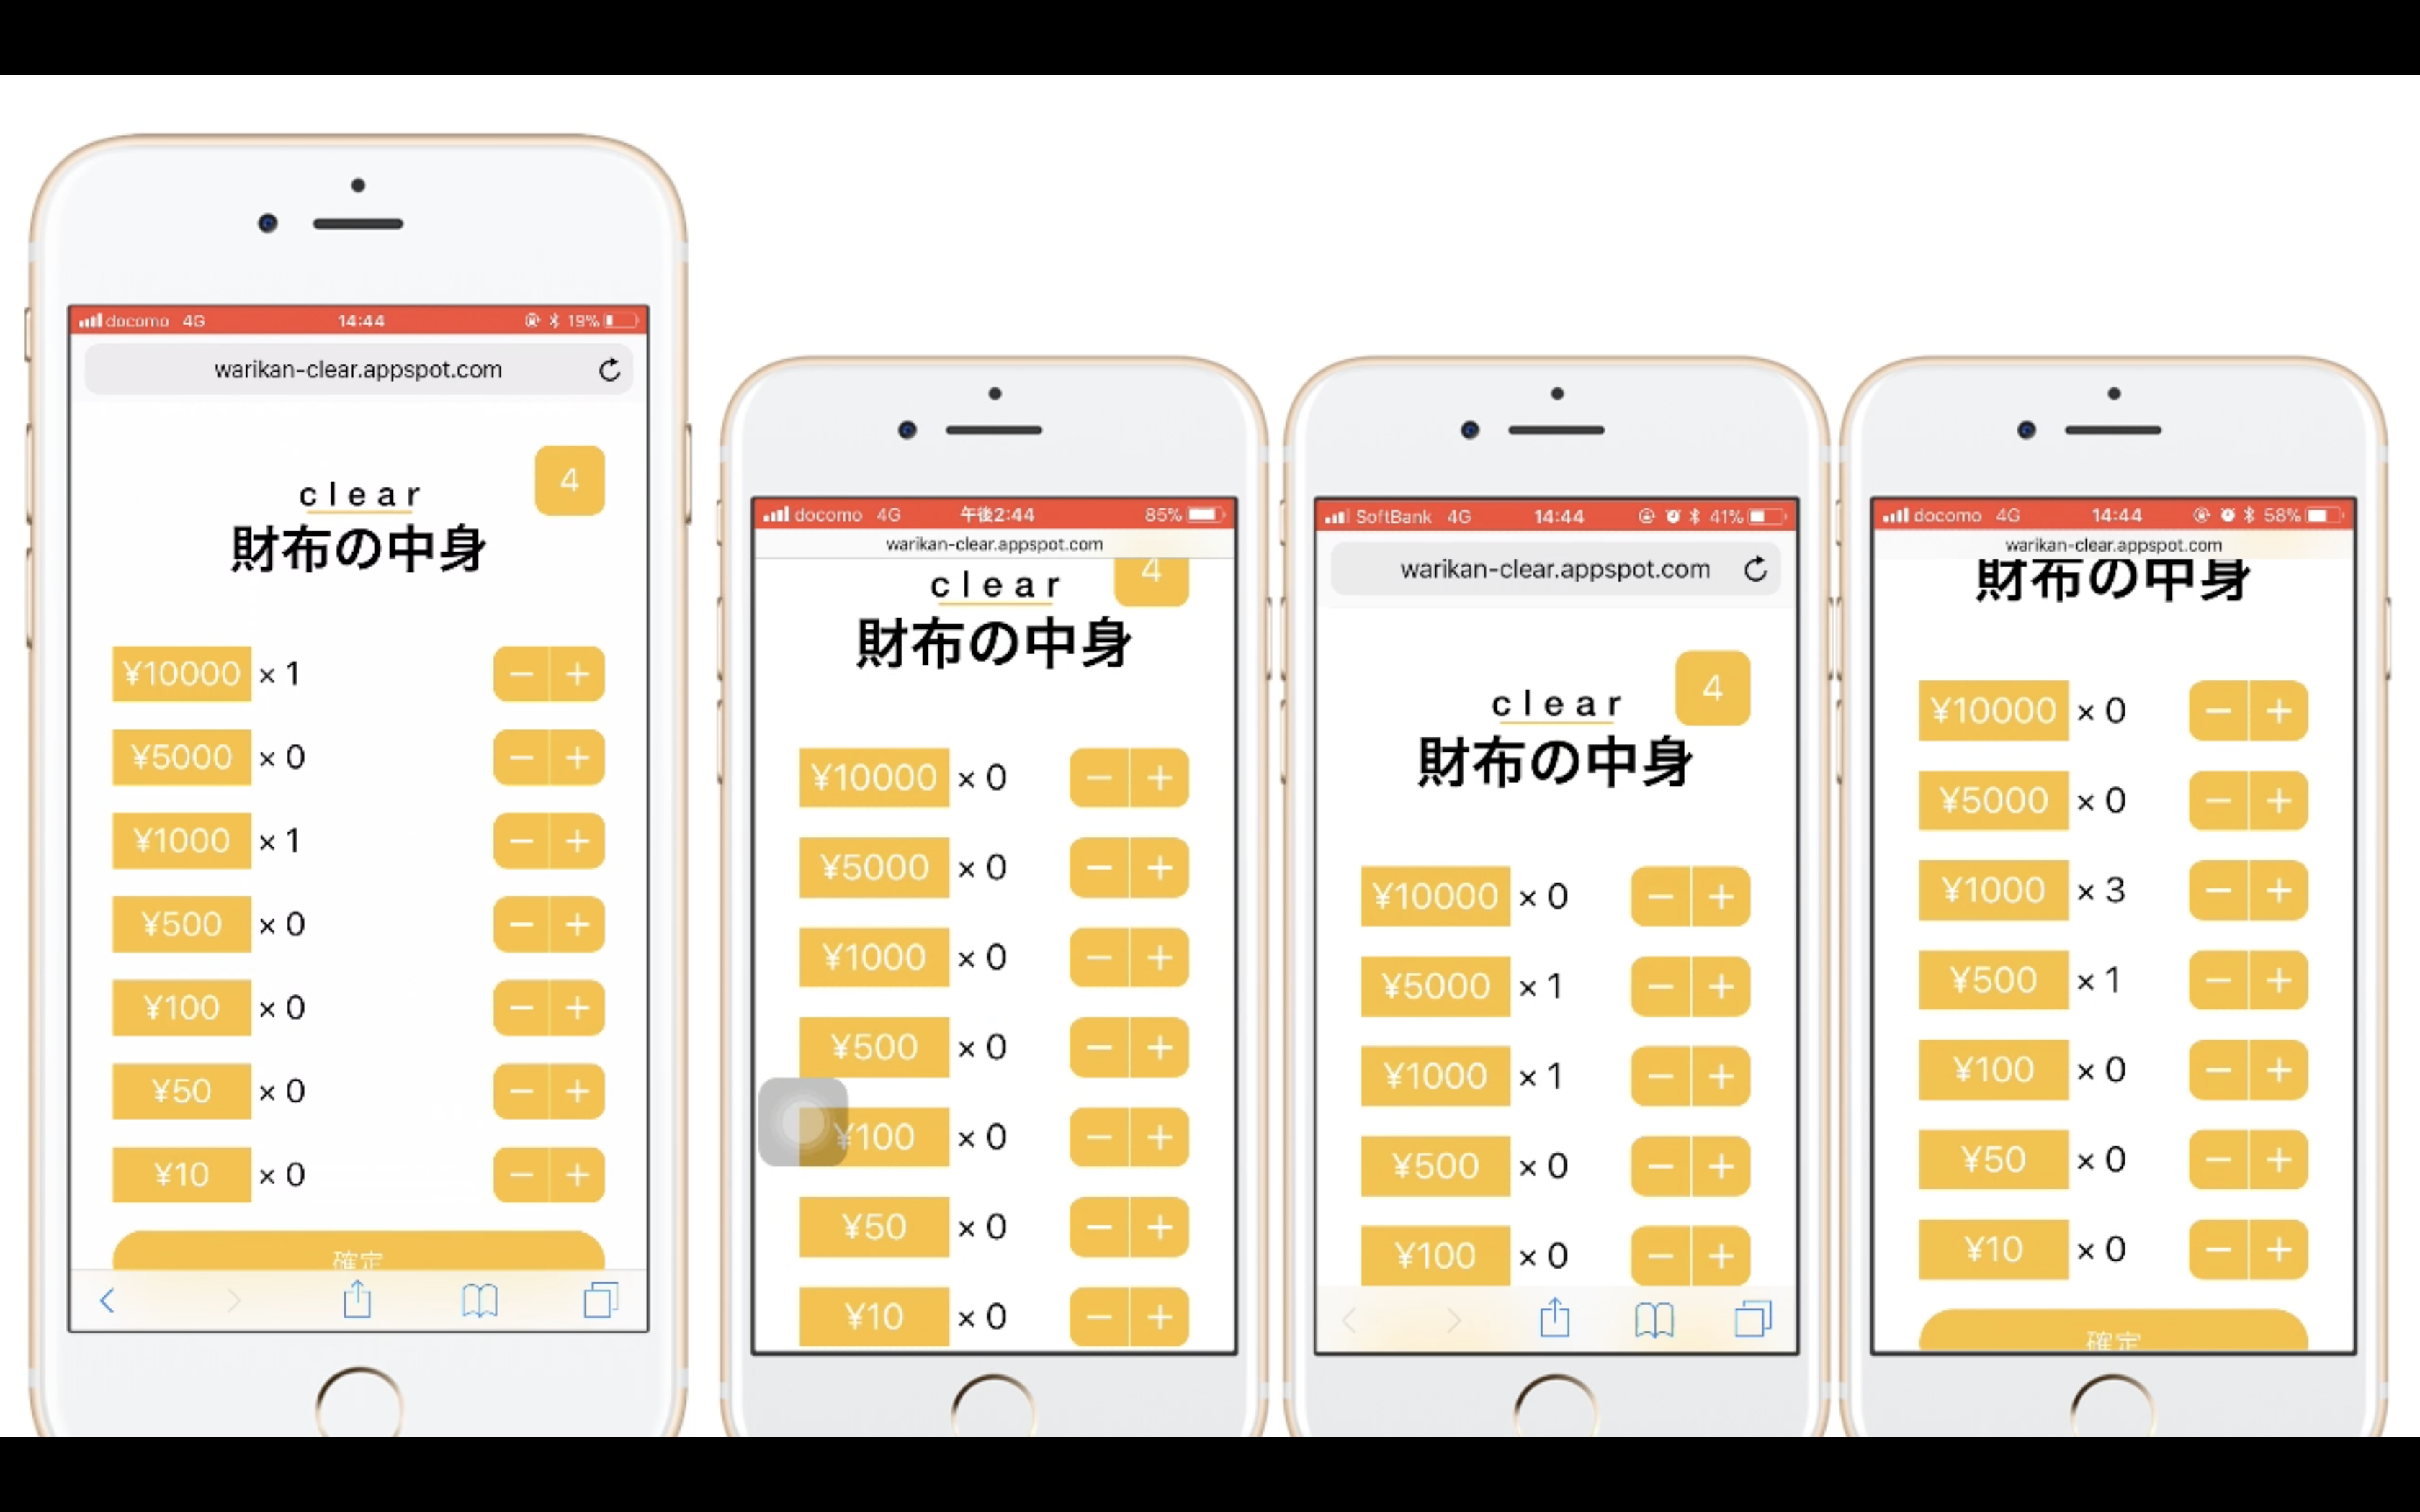 docomo 4G 14:44 19%
warikan-clear.appspot.com
4
clear
財布の中身
¥10000 × 1 − +
¥5000 × 0 − +
¥1000 × 1 − +
¥500 × 0 − +
¥100 × 0 − +
¥50 × 0 − +
¥10 × 0 − +
確定
docomo 4G 午後2:44 85%
warikan-clear.appspot.com
4
clear
財布の中身
¥10000 × 0 − +
¥5000 × 0 − +
¥1000 × 0 − +
¥500 × 0 − +
¥100 × 0 − +
¥50 × 0 − +
¥10 × 0 − +
SoftBank 4G 14:44 41%
warikan-clear.appspot.com
4
clear
財布の中身
¥10000 × 0 − +
¥5000 × 1 − +
¥1000 × 1 − +
¥500 × 0 − +
¥100 × 0 − +
docomo 4G 14:44 58%
warikan-clear.appspot.com
財布の中身
¥10000 × 0 − +
¥5000 × 0 − +
¥1000 × 3 − +
¥500 × 1 − +
¥100 × 0 − +
¥50 × 0 − +
¥10 × 0 − +
確定